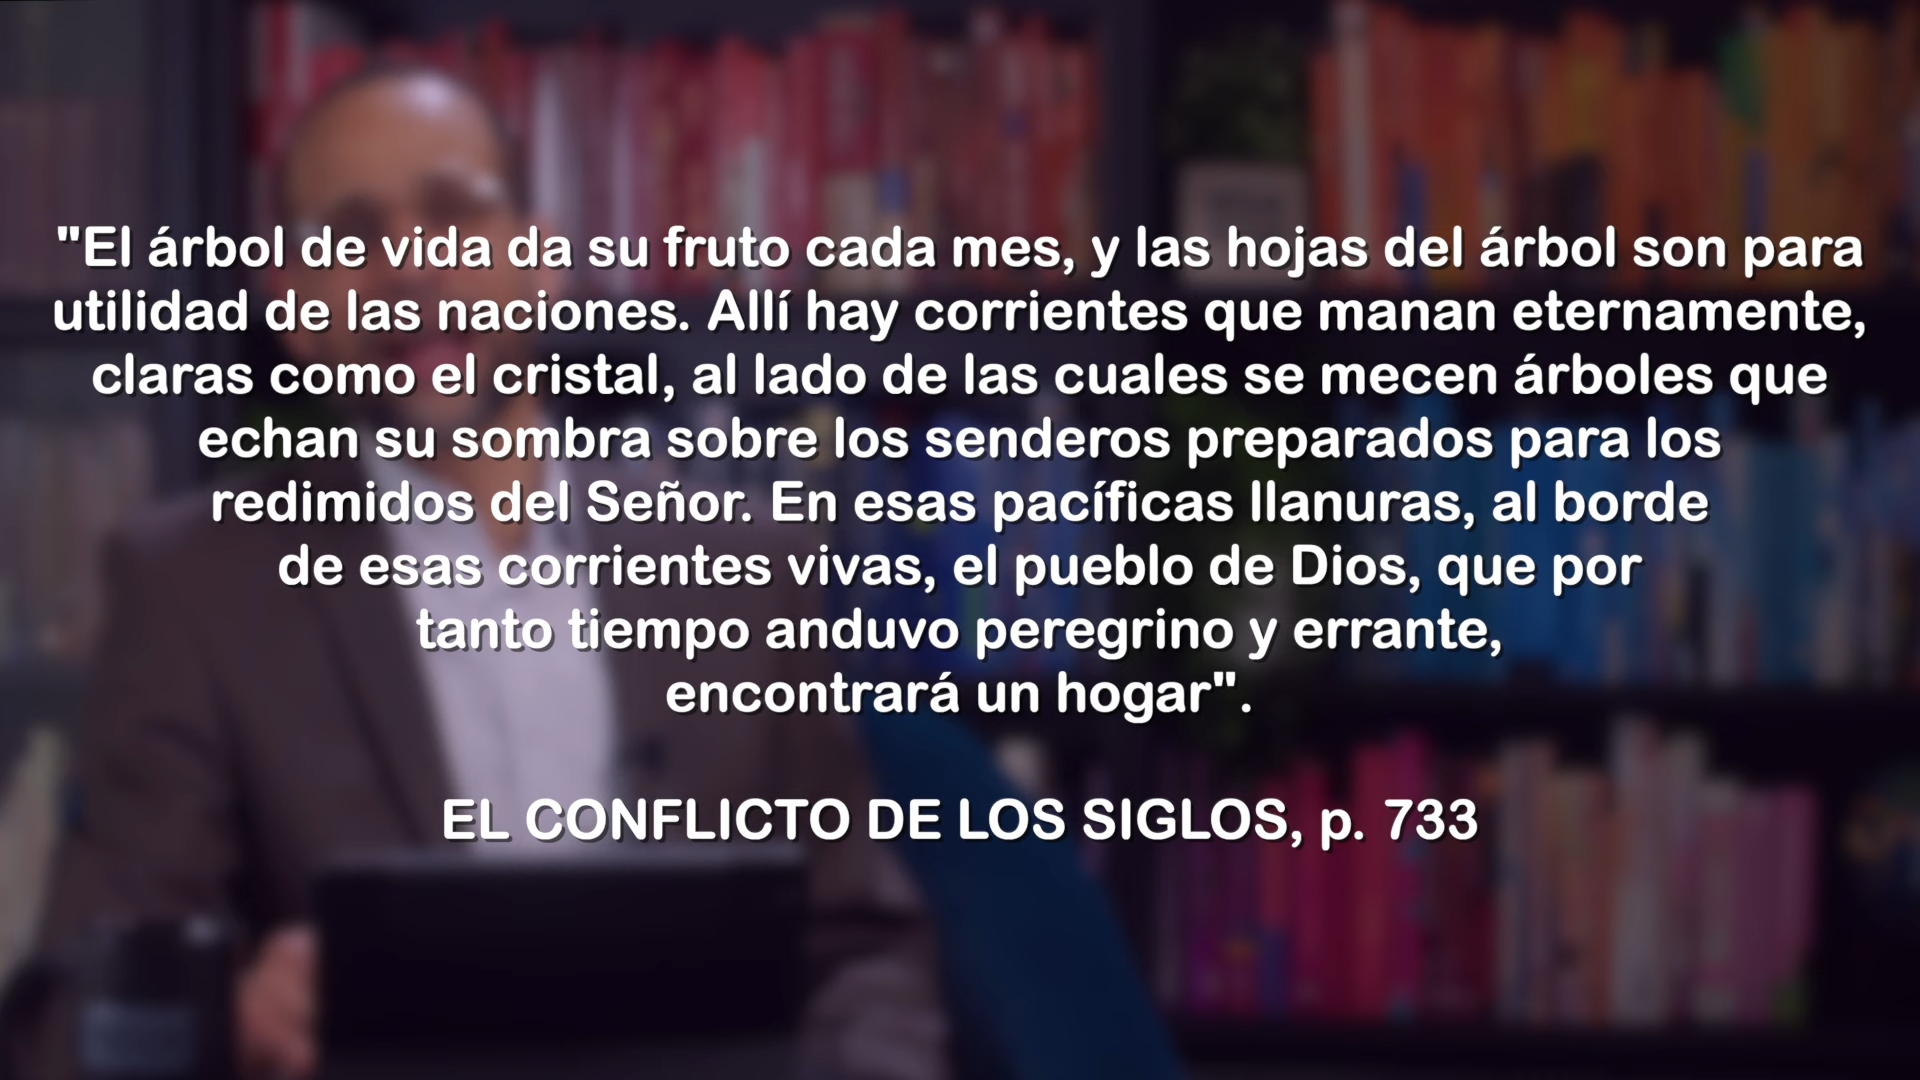 "El árbol de vida da su fruto cada mes, y las hojas del árbol son para
utilidad de las naciones. Allí hay corrientes que manan eternamente,
claras como el cristal, al lado de las cuales se mecen árboles que
echan su sombra sobre los senderos preparados para los
redimidos del Señor. En esas pacíficas llanuras, al borde
de esas corrientes vivas, el pueblo de Dios, que por
tanto tiempo anduvo peregrino y errante,
encontrará un hogar".
EL CONFLICTO DE LOS SIGLOS, p. 733